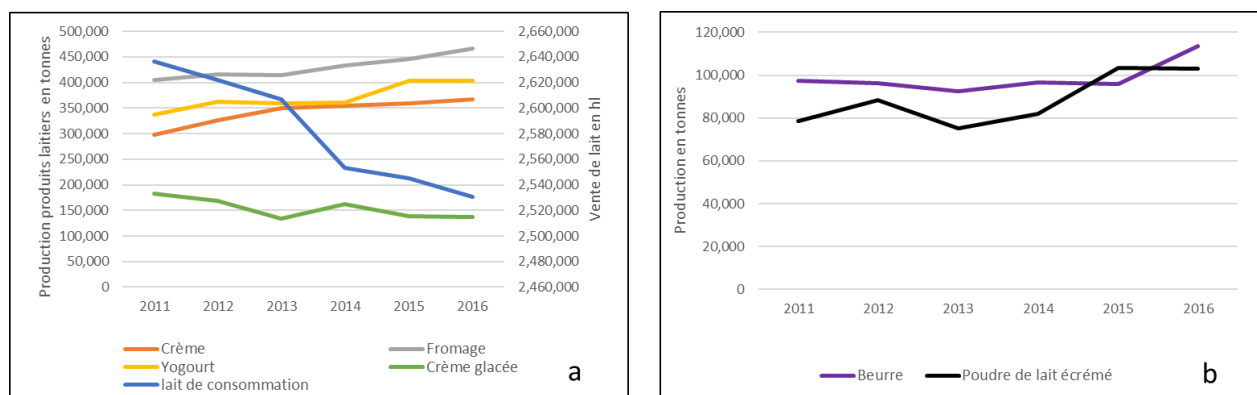 Production produits laitiers en tonnes
500,000
450,000
400,000
350,000
300,000
250,000
200,000
150,000
100,000
50,000
0
2,660,000
2,640,000
2,620,000
2,600,000
2,580,000
2,560,000
2,540,000
2,520,000
2,500,000
2,480,000
2,460,000
Vente de lait en hl
2011 2012 2013 2014 2015 2016
Crème Fromage
Yogourt Crème glacée
lait de consommation
a
Production en tonnes
120,000
100,000
80,000
60,000
40,000
20,000
0
2011 2012 2013 2014 2015 2016
Beurre Poudre de lait écrémé
b